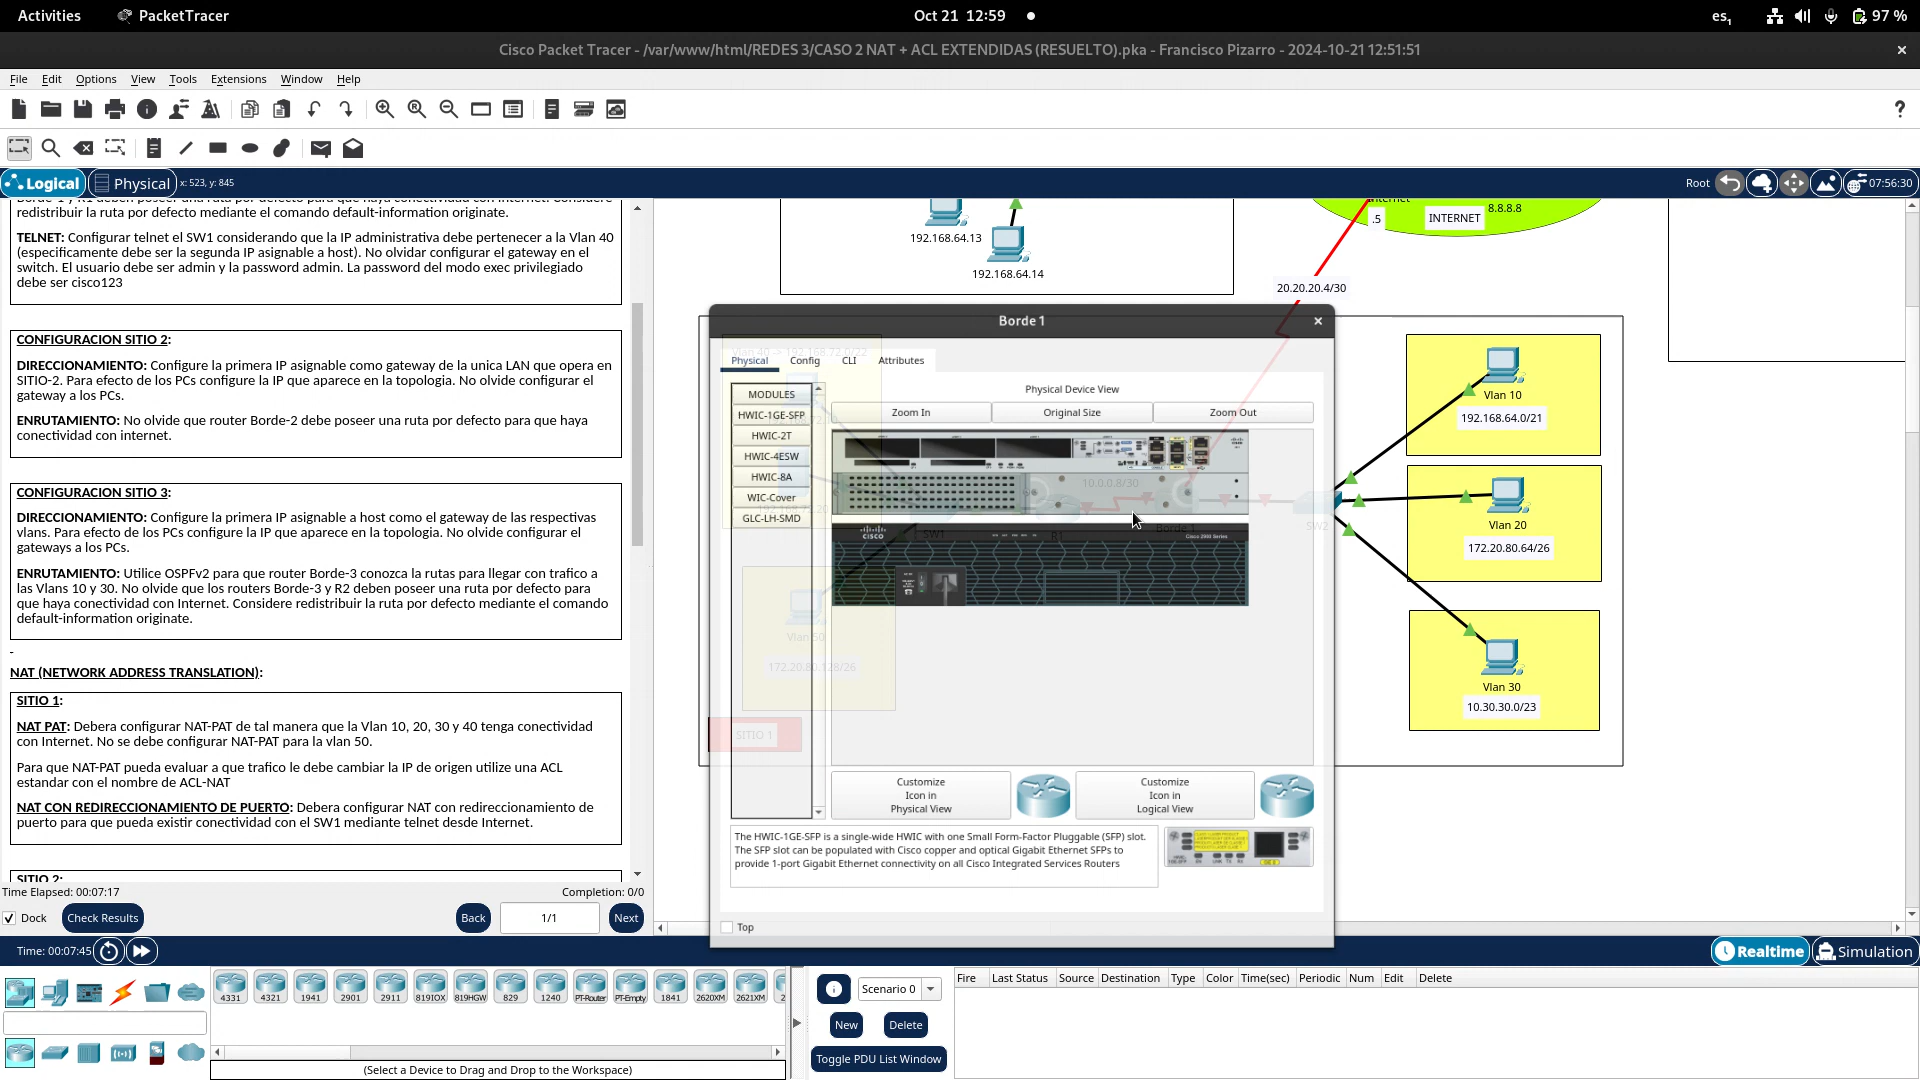 Activities
PacketTracer
Oct 21 12:59
es1
97 %
Cisco Packet Tracer - /var/www/html/REDES 3/CASO 2 NAT + ACL EXTENDIDAS (RESUELTO).pka - Francisco Pizarro - 2024-10-21 12:51:51
File Edit Options View Tools Extensions Window Help
Logical
Physical
x: 523, y: 845
Root
07:56:30
redistribuir la ruta por defecto mediante el comando default-information originate.
TELNET: Configurar telnet el SW1 considerando que la IP administrativa debe pertenecer a la Vlan 40
(especificamente debe ser la segunda IP asignable a host). No olvidar configurar el gateway en el
switch. El usuario debe ser admin y la password admin. La password del modo exec privilegiado
debe ser cisco123
CONFIGURACION SITIO 2:
DIRECCIONAMIENTO: Configure la primera IP asignable como gateway de la unica LAN que opera en
SITIO-2. Para efecto de los PCs configure la IP que aparece en la topologia. No olvide configurar el
gateway a los PCs.
ENRUTAMIENTO: No olvide que router Borde-2 debe poseer una ruta por defecto para que haya
conectividad con internet.
CONFIGURACION SITIO 3:
DIRECCIONAMIENTO: Configure la primera IP asignable a host como el gateway de las respectivas
vlans. Para efecto de los PCs configure la IP que aparece en la topologia. No olvide configurar el
gateways a los PCs.
ENRUTAMIENTO: Utilice OSPFv2 para que router Borde-3 conozca la rutas para llegar con trafico a
las Vlans 10 y 30. No olvide que los routers Borde-3 y R2 deben poseer una ruta por defecto para
que haya conectividad con Internet. Considere redistribuir la ruta por defecto mediante el comando
default-information originate.
NAT (NETWORK ADDRESS TRANSLATION):
SITIO 1:
NAT PAT: Debera configurar NAT-PAT de tal manera que la Vlan 10, 20, 30 y 40 tenga conectividad
con Internet. No se debe configurar NAT-PAT para la vlan 50.
Para que NAT-PAT pueda evaluar a que trafico le debe cambiar la IP de origen utilize una ACL
estandar con el nombre de ACL-NAT
NAT CON REDIRECCIONAMIENTO DE PUERTO: Debera configurar NAT con redireccionamiento de
puerto para que pueda existir conectividad con el SW1 mediante telnet desde Internet.
SITIO 2:
Time Elapsed: 00:07:17
Completion: 0/0
Dock
Check Results
Back
1/1
Next
192.168.64.13
192.168.64.14
.5
INTERNET
8.8.8.8
20.20.20.4/30
Borde 1
Physical
Config
CLI
Attributes
MODULES
HWIC-1GE-SFP
HWIC-2T
HWIC-4ESW
HWIC-8A
WIC-Cover
GLC-LH-SMD
Physical Device View
Zoom In
Original Size
Zoom Out
10.0.0.8/30
CISCO
SW1
R1
Borde 1
SW2
Vlan 50
172.20.80.128/26
SITIO 1
Customize
Icon in
Physical View
Customize
Icon in
Logical View
The HWIC-1GE-SFP is a single-wide HWIC with one Small Form-Factor Pluggable (SFP) slot.
The SFP slot can be populated with Cisco copper and optical Gigabit Ethernet SFPs to
provide 1-port Gigabit Ethernet connectivity on all Cisco Integrated Services Routers
Top
Vlan 10
192.168.64.0/21
Vlan 20
172.20.80.64/26
Vlan 30
10.30.30.0/23
Time: 00:07:45
Realtime
Simulation
4331 4321 1941 2901 2911 819IOX 819HGW 829 1240 PT-Router PT-Empty 1841 2620XM 2621XM
(Select a Device to Drag and Drop to the Workspace)
Scenario 0
New
Delete
Toggle PDU List Window
Fire Last Status Source Destination Type Color Time(sec) Periodic Num Edit Delete